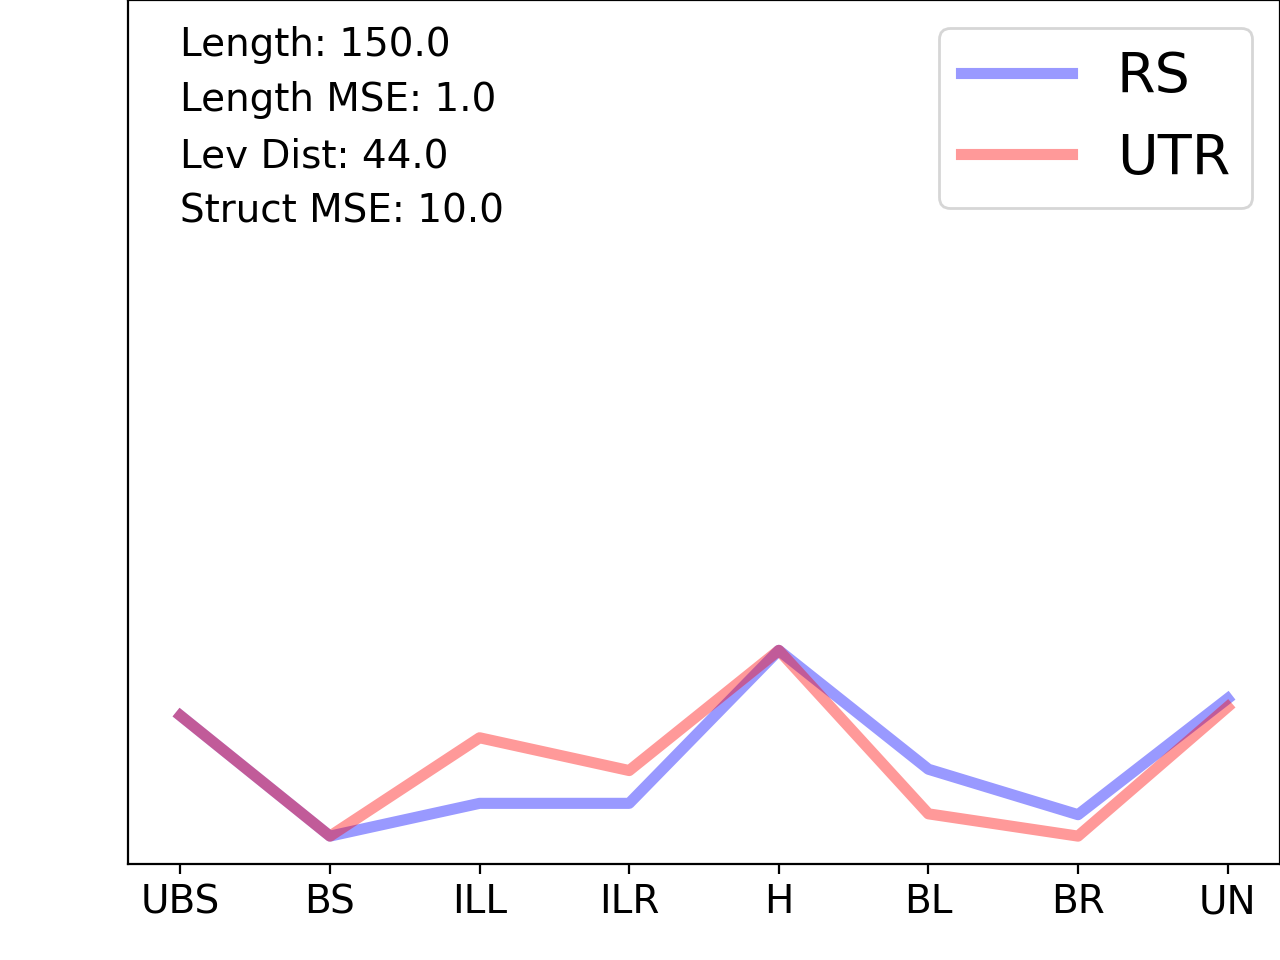 Length: 150.0
Length MSE: 1.0
Lev Dist: 44.0
Struct MSE: 10.0
RS
UTR
UBS BS ILL ILR H BL BR UN